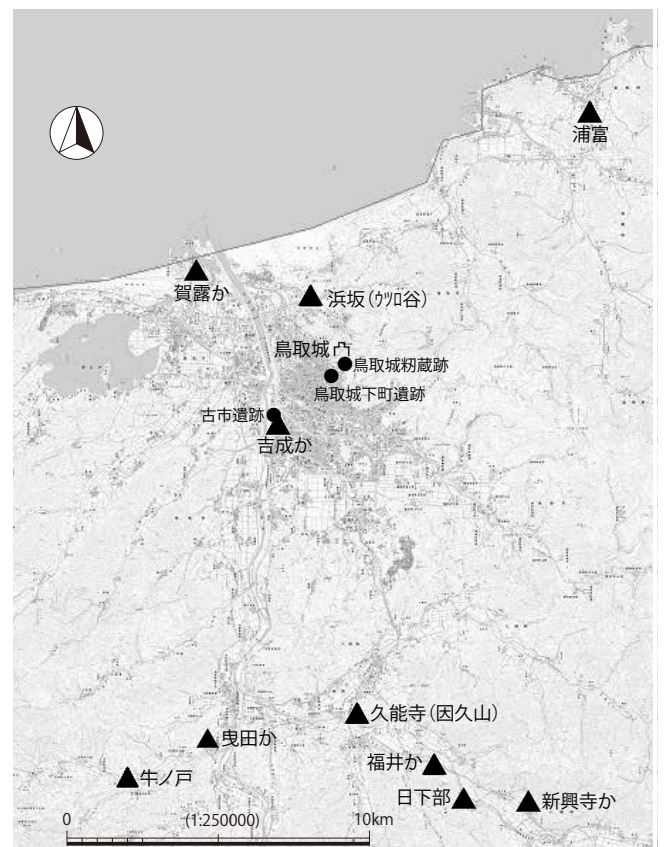 浦富
賀露か
浜坂（ｳﾂﾛ谷）
鳥取城
鳥取城籾蔵跡
鳥取城下町遺跡
古市遺跡
吉成か
久能寺（因久山）
曳田か
福井か
牛ノ戸
日下部
新興寺か
0 (1:250000) 10km